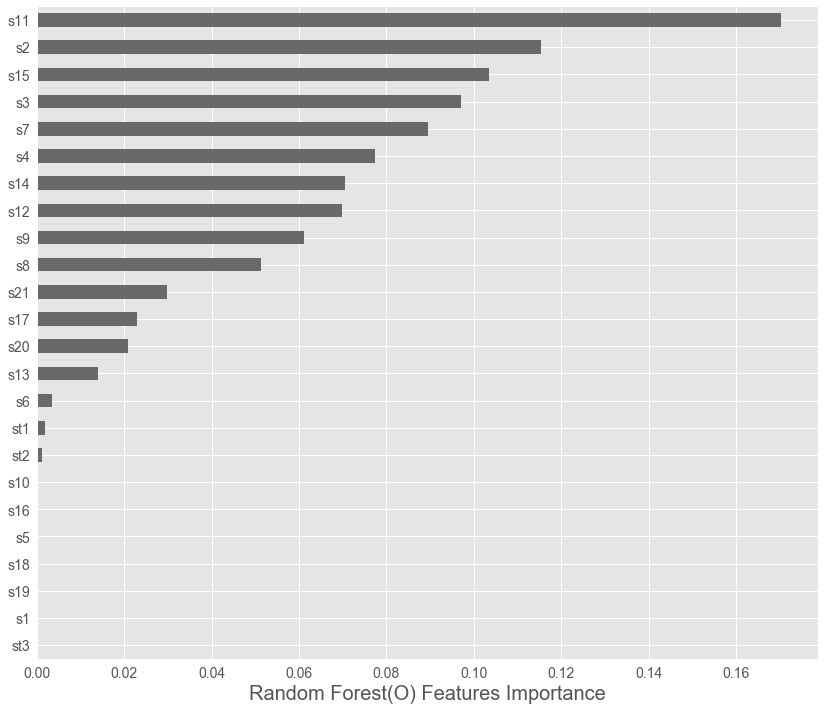 s11
s2
s15
s3
s7
s4
s14
s12
s9
s8
s21
s17
s20
s13
s6
st1
st2
s10
s16
s5
s18
s19
s1
st3
0.00 0.02 0.04 0.06 0.08 0.10 0.12 0.14 0.16
Random Forest(O) Features Importance